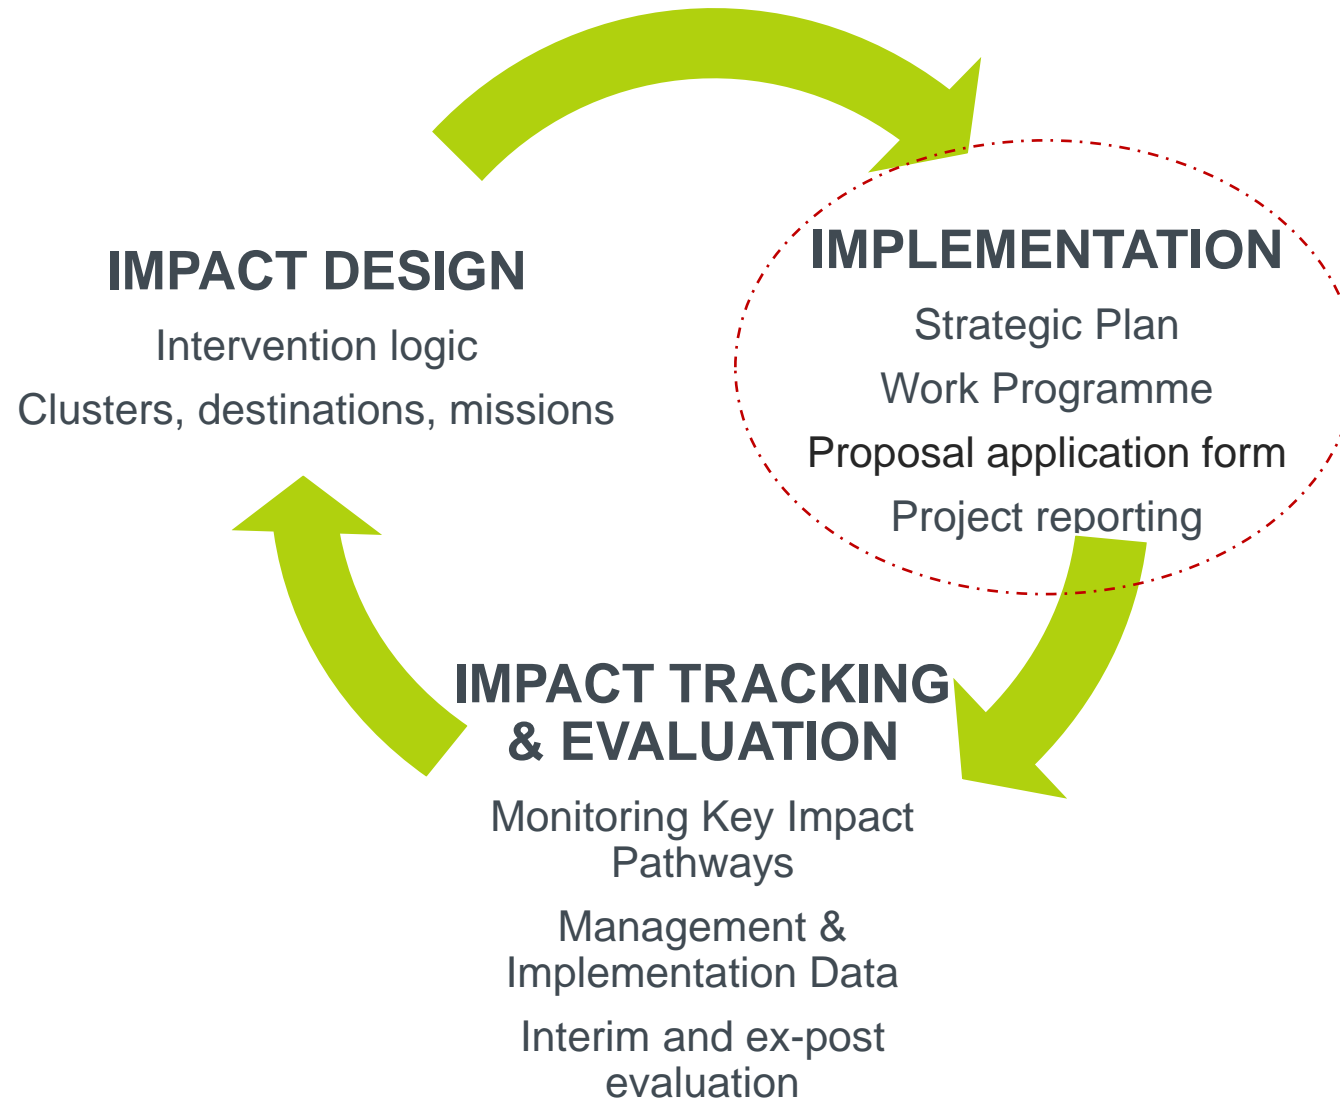 IMPACT DESIGN
Intervention logic
Clusters, destinations, missions
IMPLEMENTATION
Strategic Plan
Work Programme
Proposal application form
Project reporting
IMPACT TRACKING
& EVALUATION
Monitoring Key Impact
Pathways
Management &
Implementation Data
Interim and ex-post
evaluation